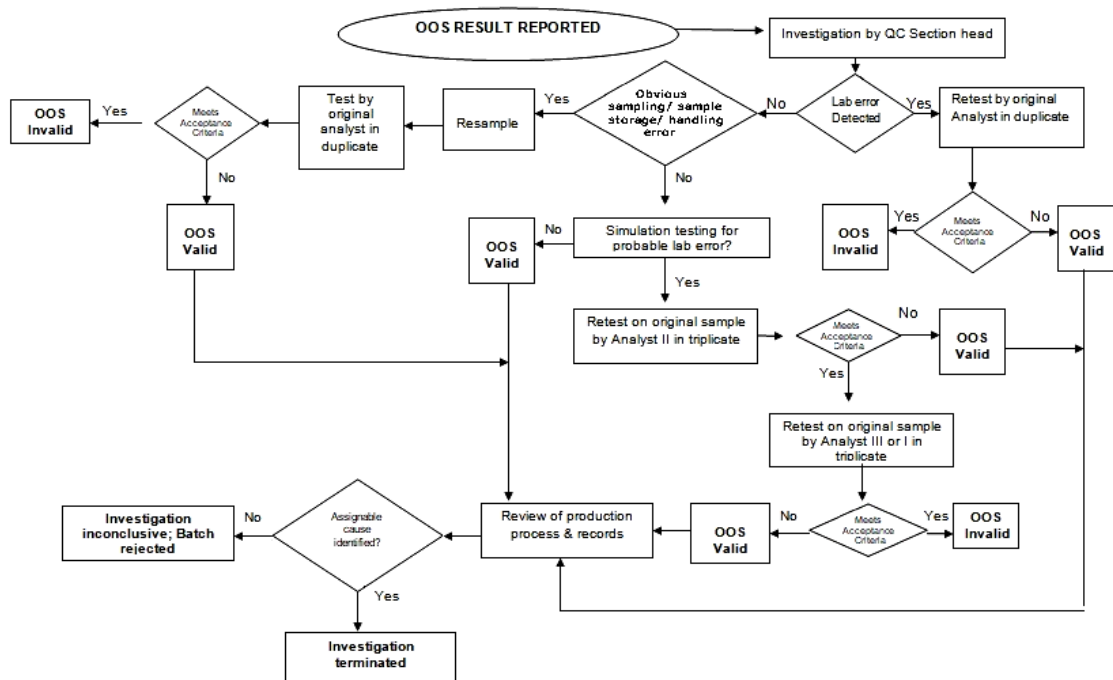 OOS RESULT REPORTED
Investigation by QC Section head
Lab error
Detected
No
Yes
Obvious
sampling/ sample
storage/ handling
error
Yes
No
Resample
Test by
original
analyst in
duplicate
Meets
Acceptance
Criteria
Yes
OOS
Invalid
No
OOS
Valid
Retest by original
Analyst in duplicate
Meets
Acceptance
Criteria
Yes
OOS
Invalid
No
OOS
Valid
Simulation testing for
probable lab error?
No
OOS
Valid
Yes
Retest on original sample
by Analyst II in triplicate
Meets
Acceptance
Criteria
No
OOS
Valid
Yes
Retest on original sample
by Analyst III or I in
triplicate
Meets
Acceptance
Criteria
Yes
OOS
Invalid
No
OOS
Valid
Review of production
process & records
Assignable
cause
identified?
No
Investigation
inconclusive; Batch
rejected
Yes
Investigation
terminated